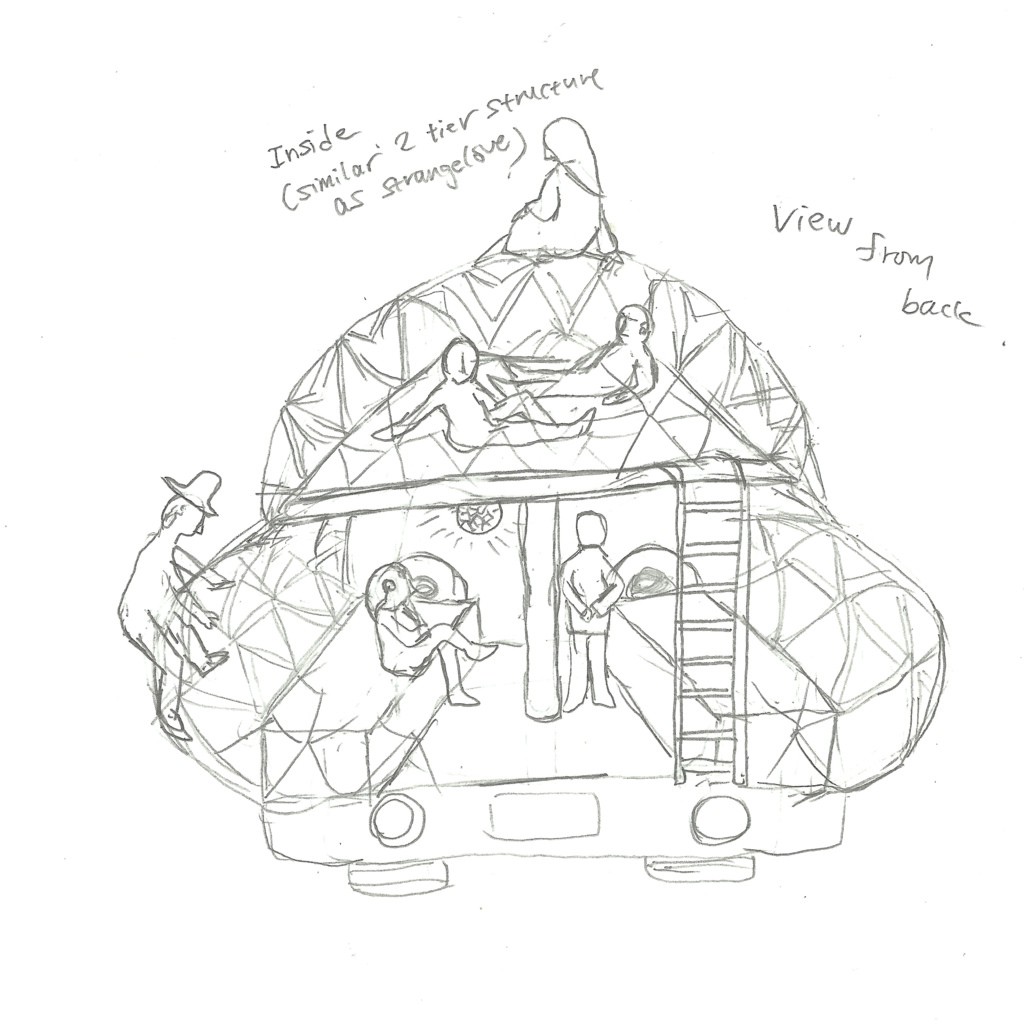 Inside
(similar 2 tier structure
as strangelove)
View
from
back